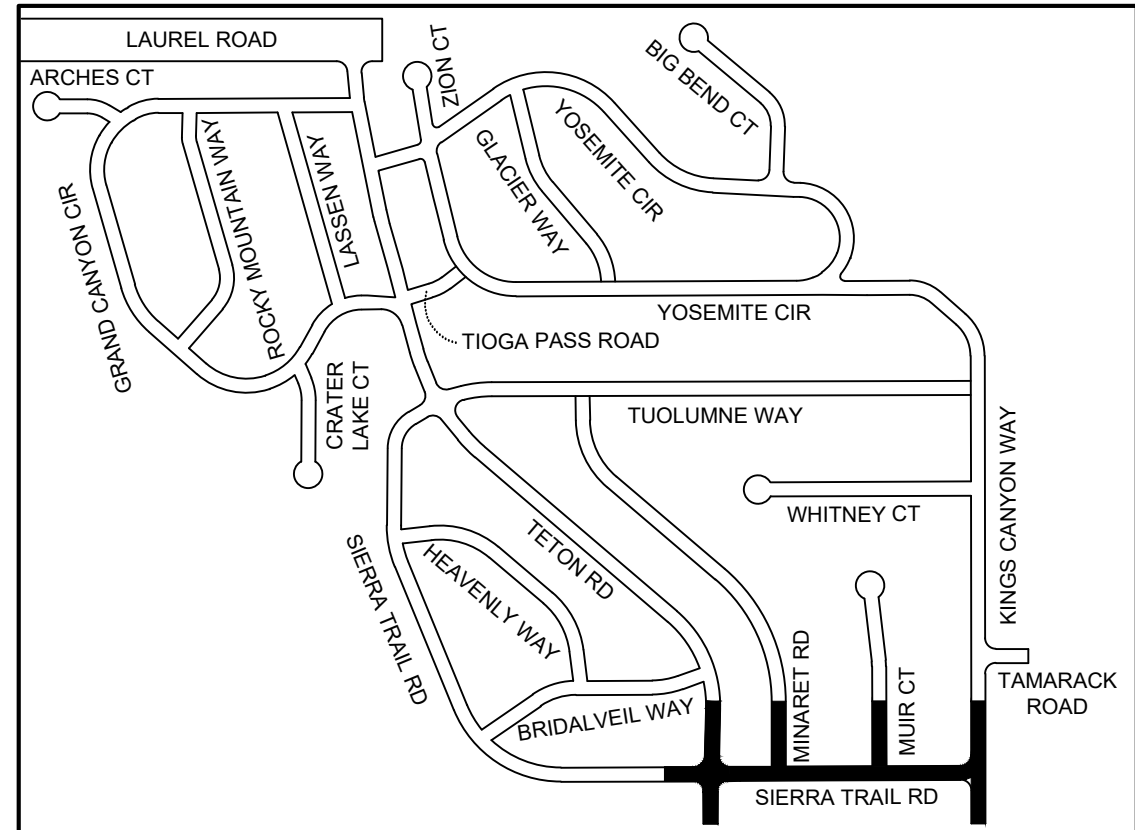 LAUREL ROAD
ARCHES CT
ZION CT
BIG BEND CT
YOSEMITE CIR
GLACIER WAY
LASSEN WAY
ROCKY MOUNTAIN WAY
GRAND CANYON CIR
YOSEMITE CIR
TIOGA PASS ROAD
CRATER
LAKE CT
TUOLUMNE WAY
KINGS CANYON WAY
WHITNEY CT
TETON RD
HEAVENLY WAY
SIERRA TRAIL RD
MINARET RD
MUIR CT
TAMARACK
ROAD
BRIDALVEIL WAY
SIERRA TRAIL RD